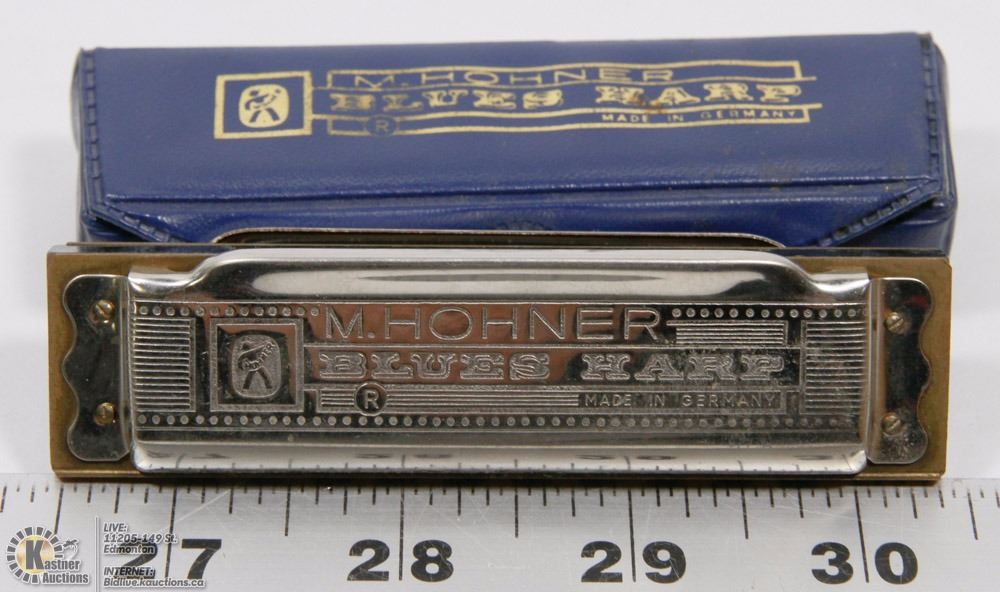 M. HOHNER
BLUES HARP
R MADE IN GERMANY
M. HOHNER
BLUES HARP
R MADE IN GERMANY
27 28 29 30
K
Kastner
Auctions
LIVE:
11205-149 St.
Edmonton
INTERNET:
Bidlive.kauctions.ca